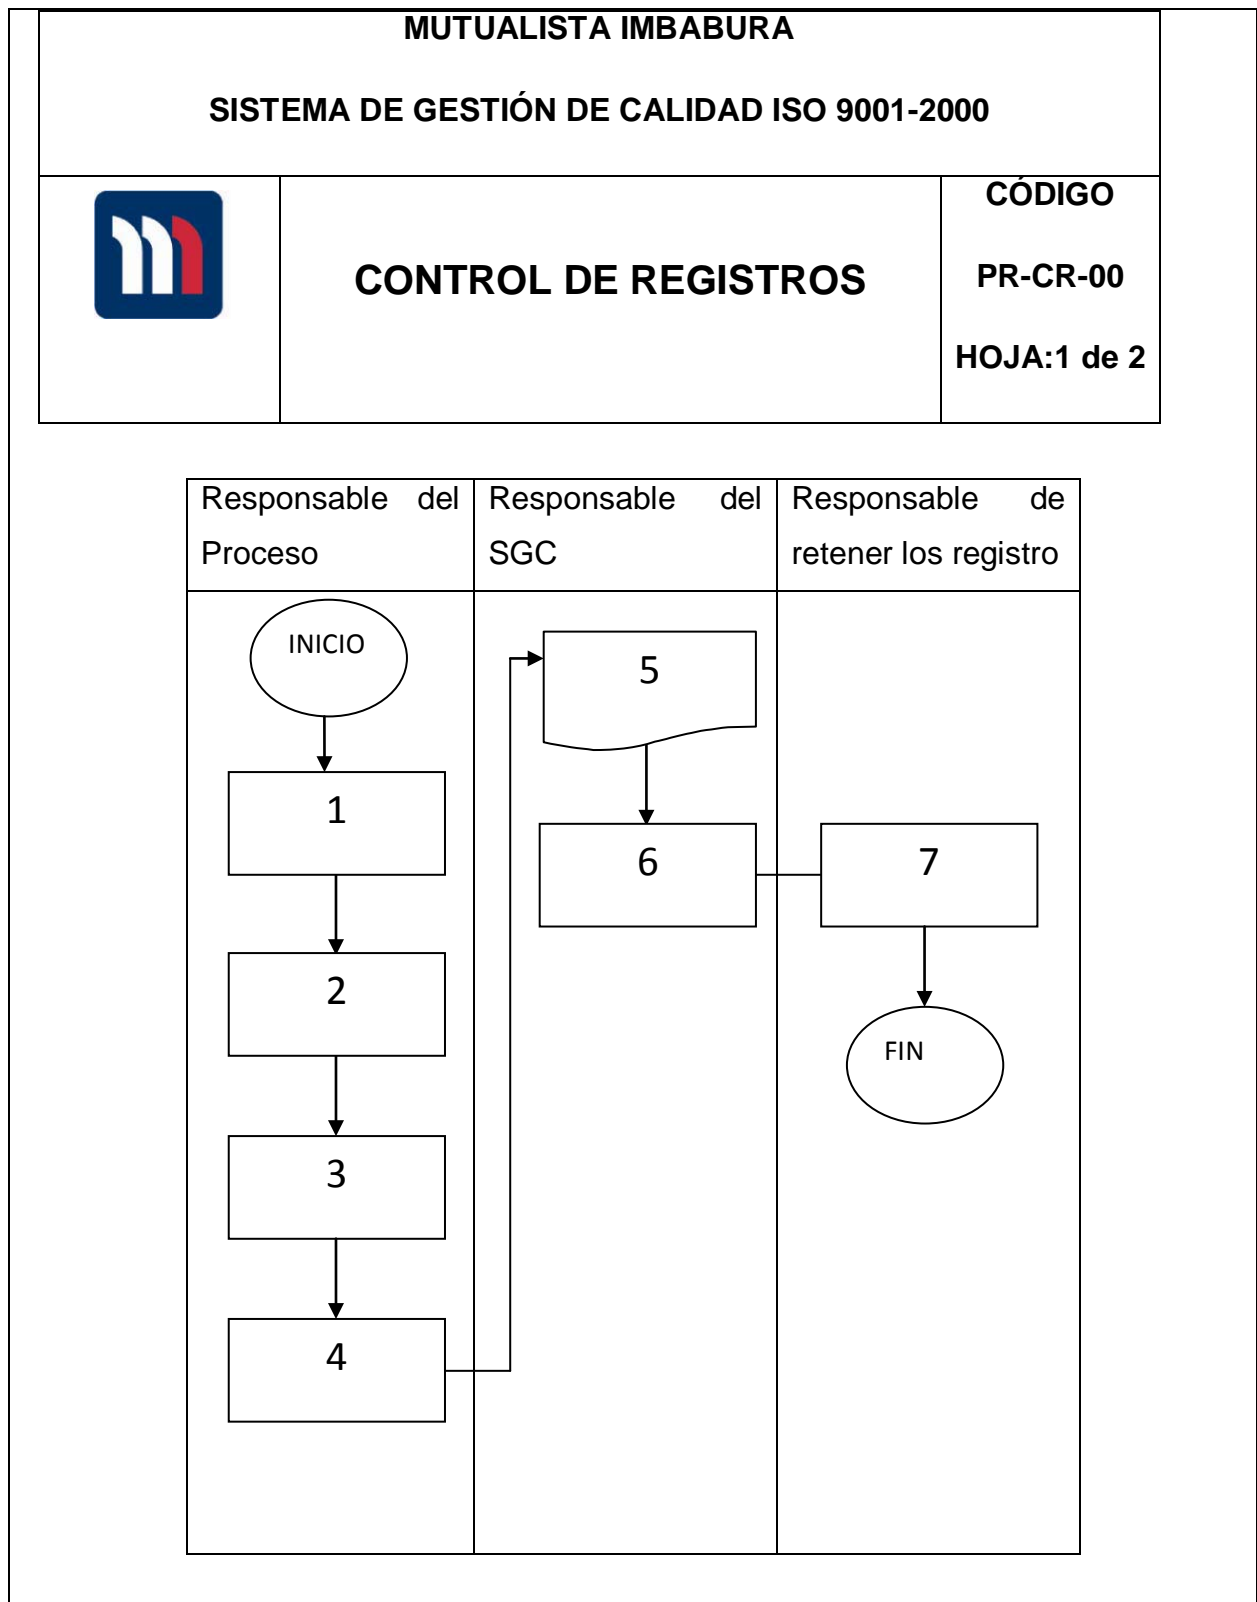 MUTUALISTA IMBABURA
SISTEMA DE GESTIÓN DE CALIDAD ISO 9001-2000
CONTROL DE REGISTROS
CÓDIGO
PR-CR-00
HOJA:1 de 2
Responsable del
Proceso
Responsable del
SGC
Responsable de
retener los registro
INICIO
1
2
3
4
5
6
7
FIN